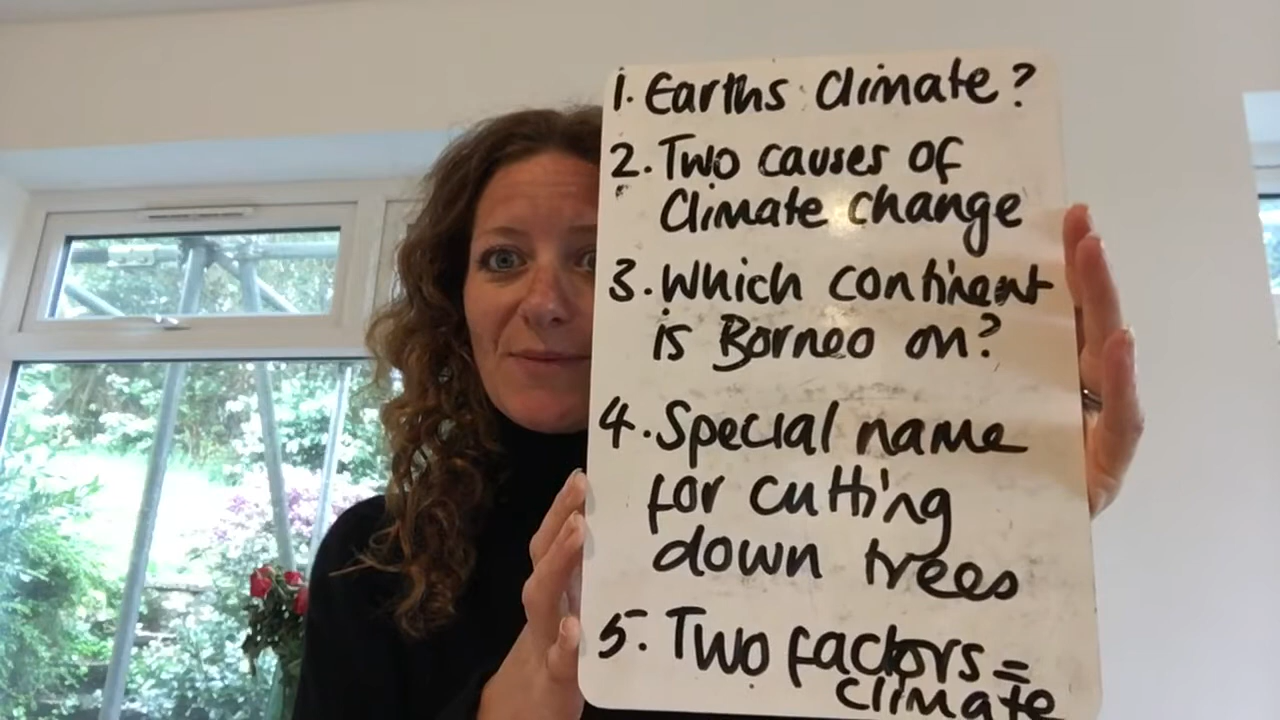 1. Earths Climate?
2. Two causes of
Climate change
3. Which continent
is Borneo on?
4. Special name
for cutting
down trees
5. Two factors =
climate